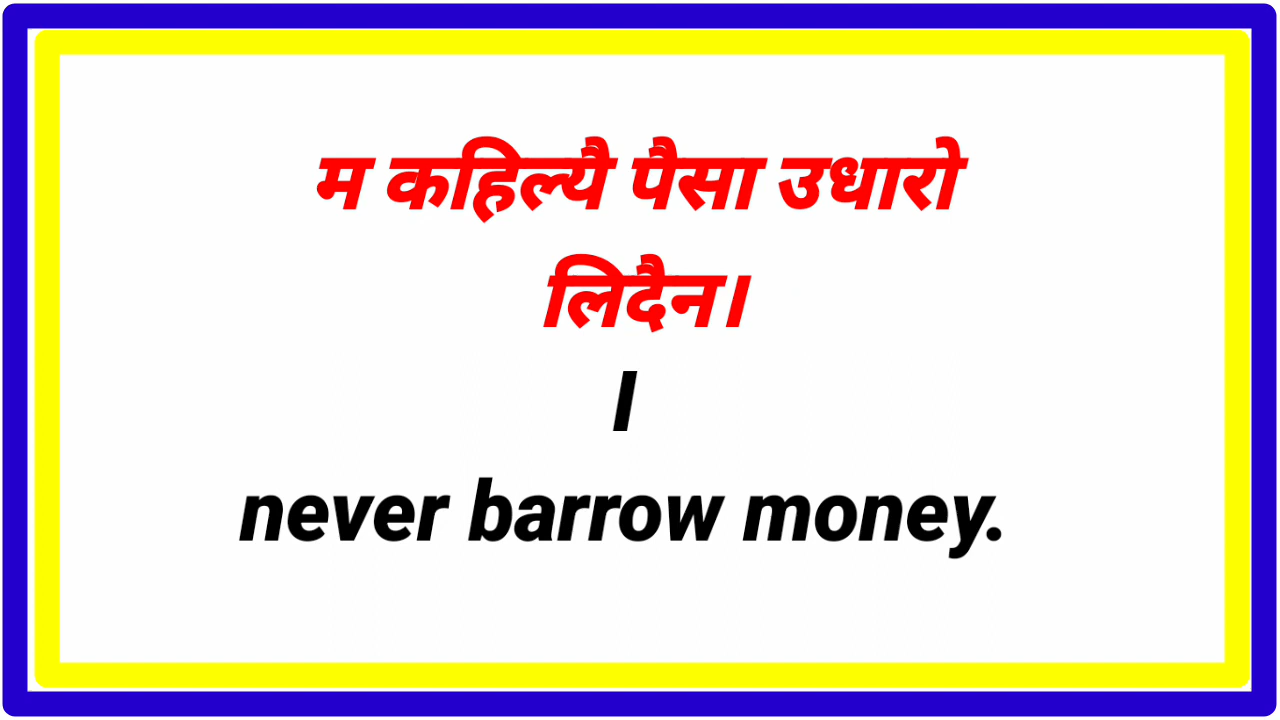 म कहिल्यै पैसा उधारो
लिदैन।
I
never barrow money.